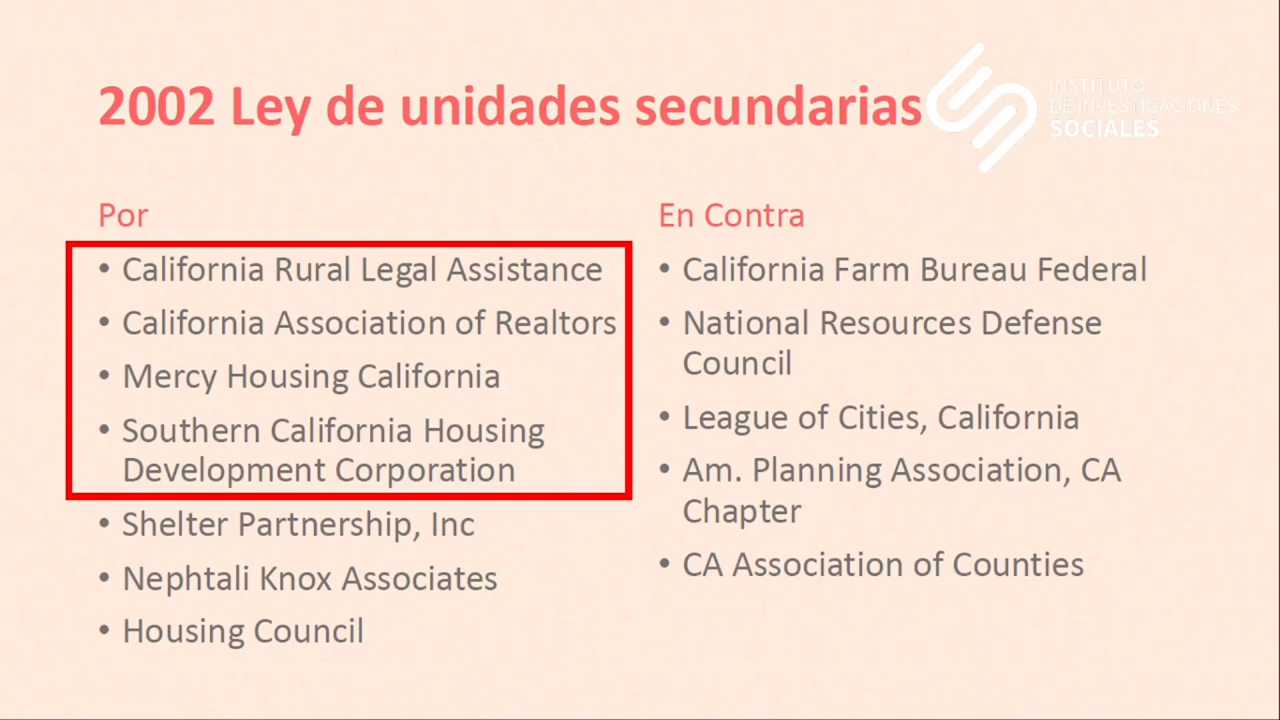 2002 Ley de unidades secundarias
INSTITUTO
DE INVESTIGACIONES
SOCIALES
Por
• California Rural Legal Assistance
• California Association of Realtors
• Mercy Housing California
• Southern California Housing
Development Corporation
• Shelter Partnership, Inc
• Nephtali Knox Associates
• Housing Council
En Contra
• California Farm Bureau Federal
• National Resources Defense
Council
• League of Cities, California
• Am. Planning Association, CA
Chapter
• CA Association of Counties